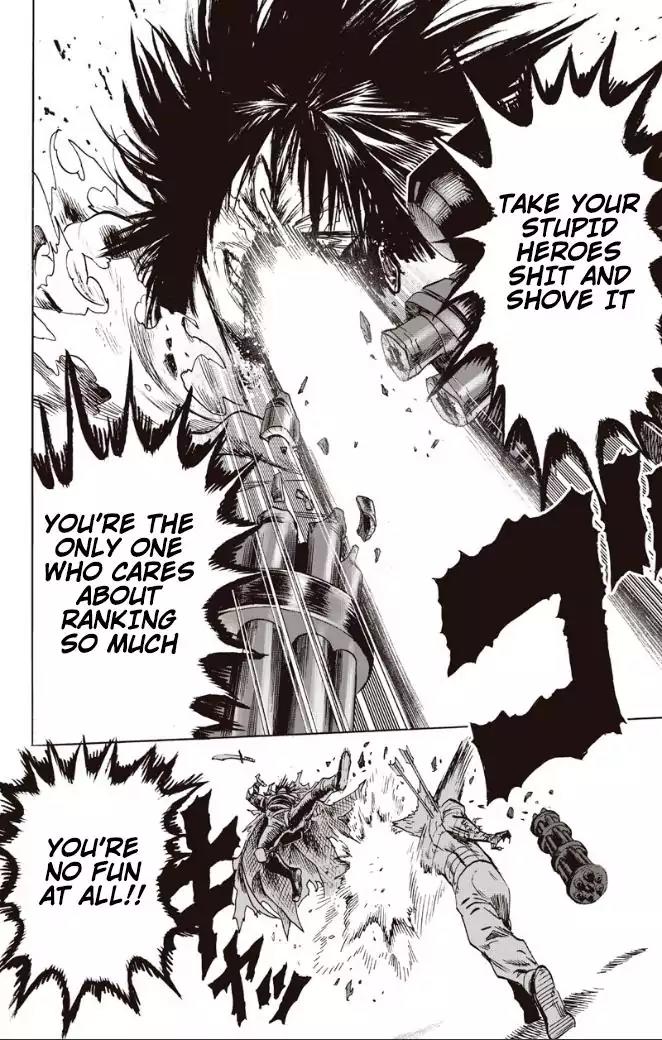 TAKE YOUR
STUPID
HEROES
SHIT AND
SHOVE IT
YOU'RE THE
ONLY ONE
WHO CARES
ABOUT
RANKING
SO MUCH
YOU'RE
NO FUN
AT ALL!!